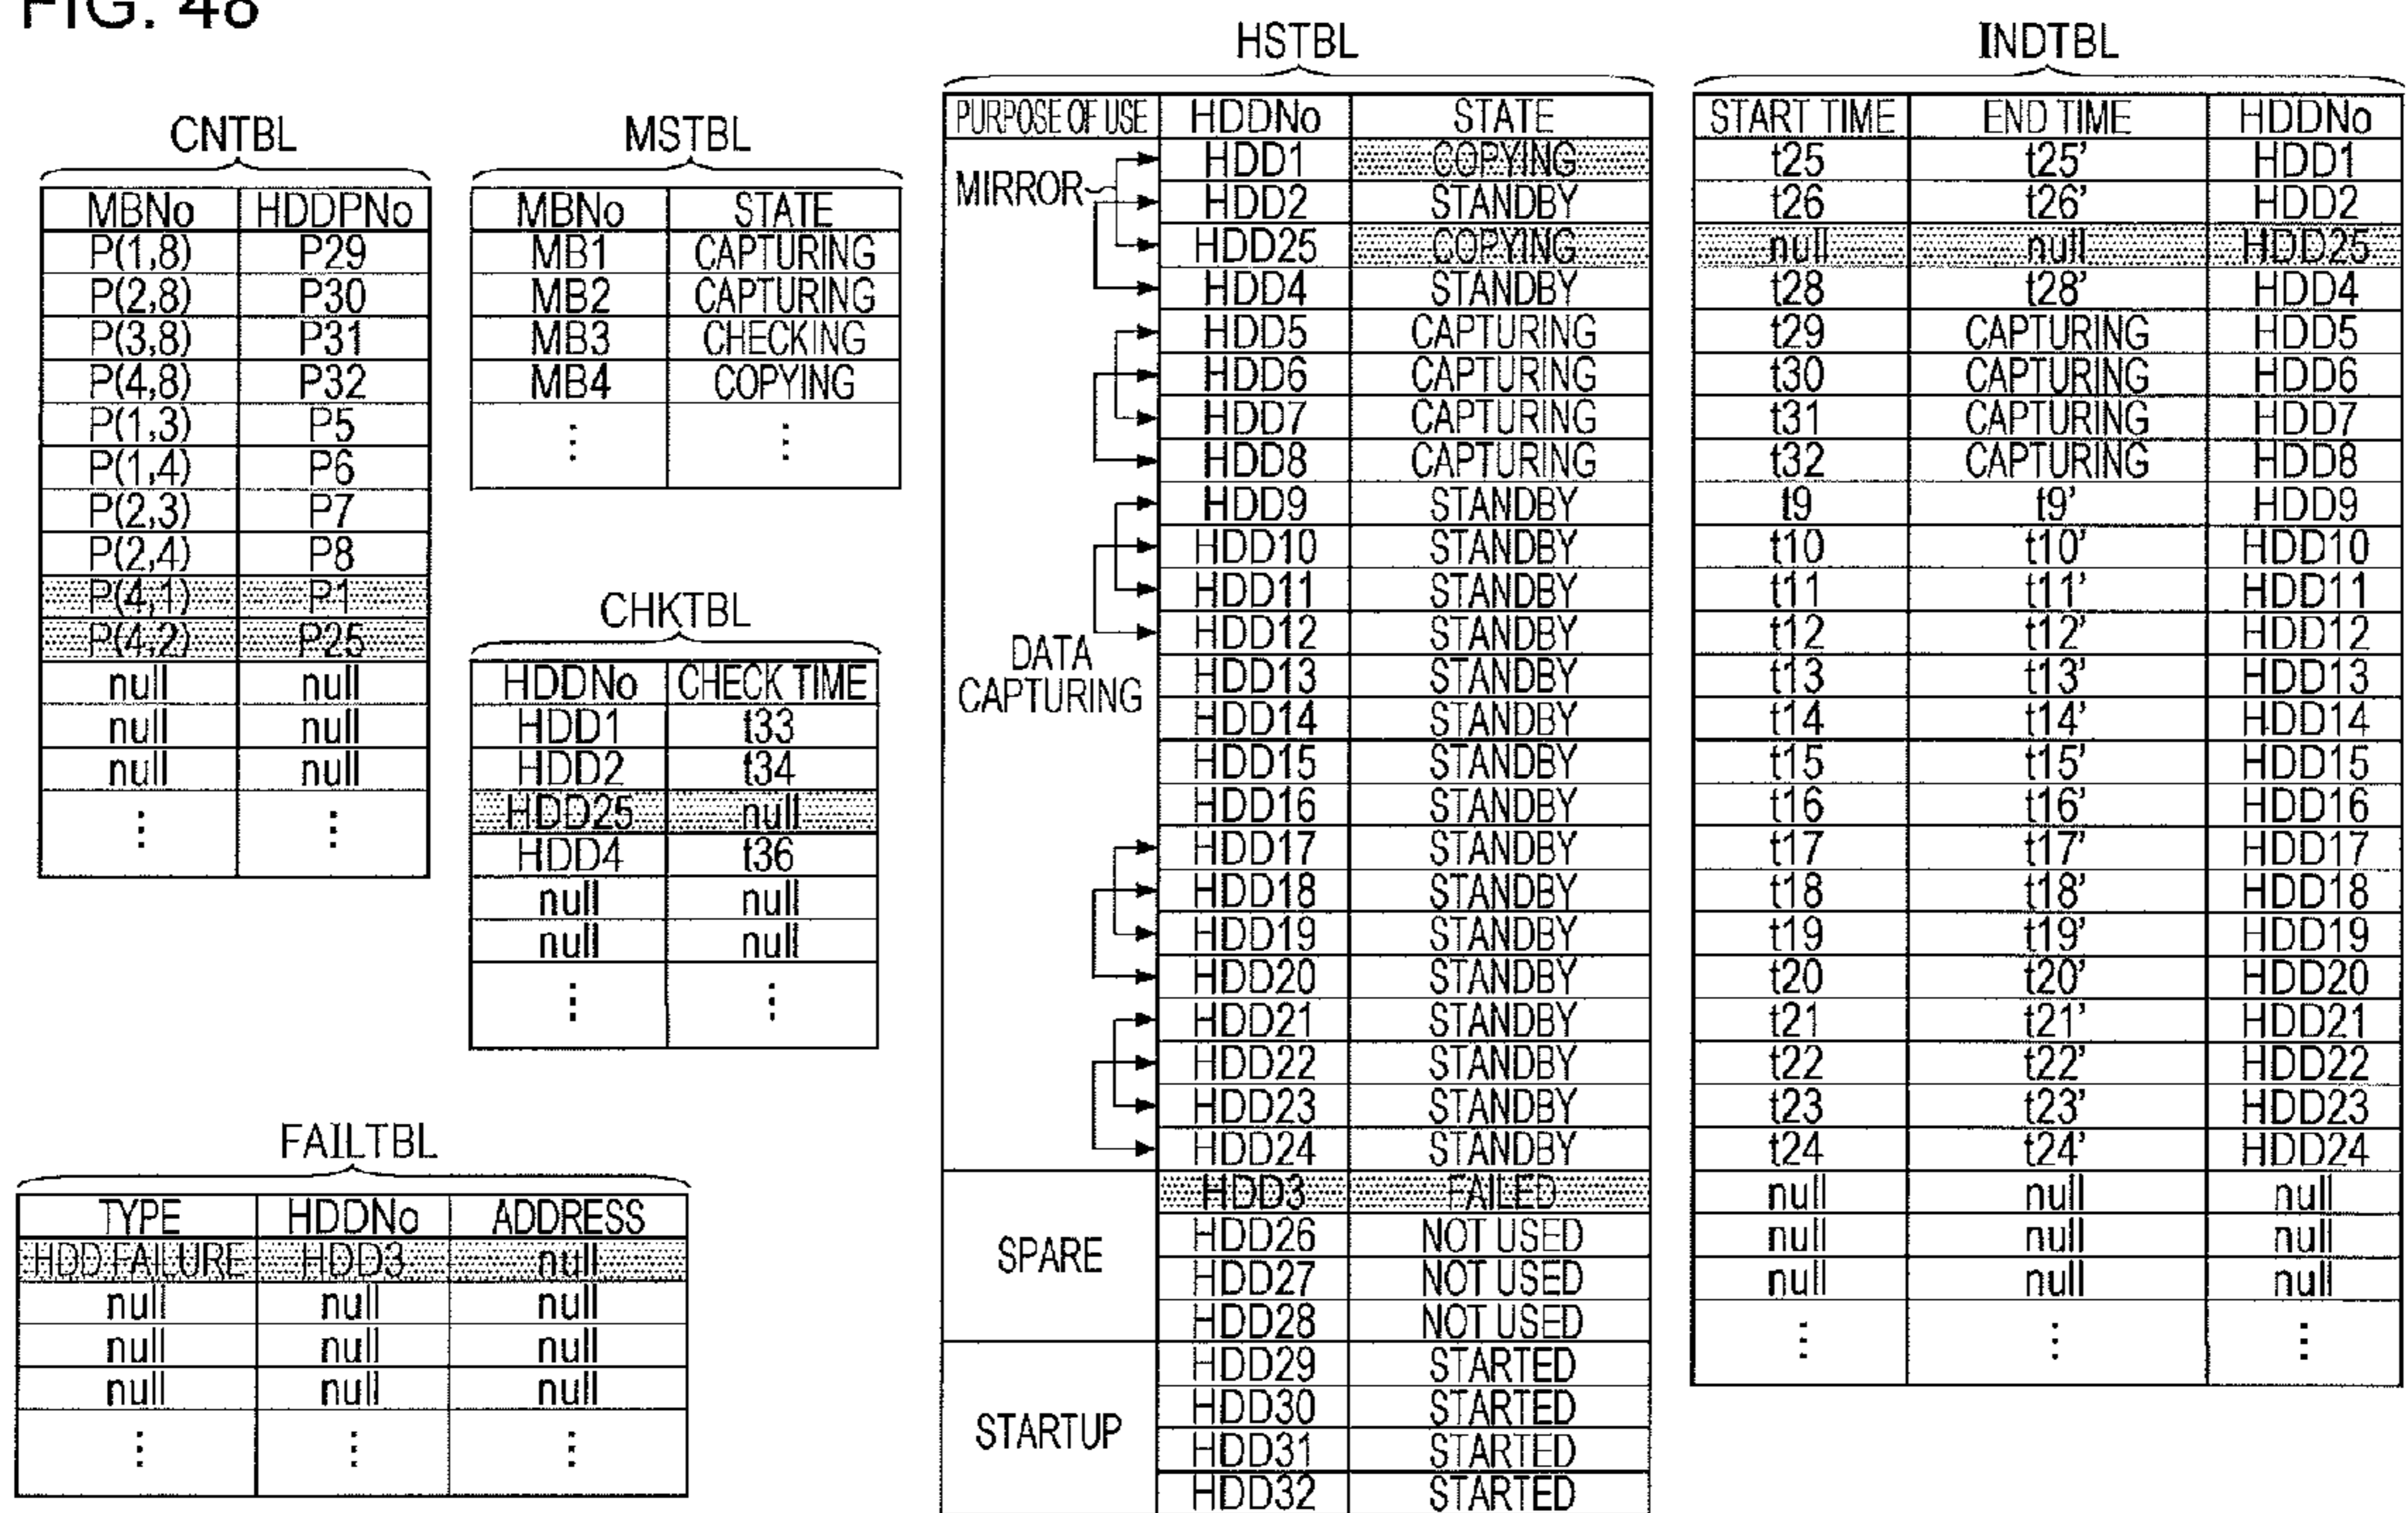 FIG. 48
CNTBL
MBNo HDDPNo
P(1,8) P29
P(2,8) P30
P(3,8) P31
P(4,8) P32
P(1,3) P5
P(1,4) P6
P(2,3) P7
P(2,4) P8
P(4,1) P1
P(4,2) P25
null null
null null
null null
⋮ ⋮
MSTBL
MBNo STATE
MB1 CAPTURING
MB2 CAPTURING
MB3 CHECKING
MB4 COPYING
⋮ ⋮
CHKTBL
HDDNo CHECK TIME
HDD1 t33
HDD2 t34
HDD25 null
HDD4 t36
null null
null null
⋮ ⋮
FAILTBL
TYPE HDDNo ADDRESS
HDD FAILURE HDD3 null
null null null
null null null
null null null
⋮ ⋮ ⋮
HSTBL
PURPOSE OF USE HDDNo STATE
MIRROR
DATA
CAPTURING
HDD1 COPYING
HDD2 STANDBY
HDD25 COPYING
HDD4 STANDBY
HDD5 CAPTURING
HDD6 CAPTURING
HDD7 CAPTURING
HDD8 CAPTURING
HDD9 STANDBY
HDD10 STANDBY
HDD11 STANDBY
HDD12 STANDBY
HDD13 STANDBY
HDD14 STANDBY
HDD15 STANDBY
HDD16 STANDBY
HDD17 STANDBY
HDD18 STANDBY
HDD19 STANDBY
HDD20 STANDBY
HDD21 STANDBY
HDD22 STANDBY
HDD23 STANDBY
HDD24 STANDBY
SPARE
HDD3 FAILED
HDD26 NOT USED
HDD27 NOT USED
HDD28 NOT USED
STARTUP
HDD29 STARTED
HDD30 STARTED
HDD31 STARTED
HDD32 STARTED
INDTBL
START TIME END TIME HDDNo
t25 t25' HDD1
t26 t26' HDD2
null null HDD25
t28 t28' HDD4
t29 CAPTURING HDD5
t30 CAPTURING HDD6
t31 CAPTURING HDD7
t32 CAPTURING HDD8
t9 t9' HDD9
t10 t10' HDD10
t11 t11' HDD11
t12 t12' HDD12
t13 t13' HDD13
t14 t14' HDD14
t15 t15' HDD15
t16 t16' HDD16
t17 t17' HDD17
t18 t18' HDD18
t19 t19' HDD19
t20 t20' HDD20
t21 t21' HDD21
t22 t22' HDD22
t23 t23' HDD23
t24 t24' HDD24
null null null
null null null
null null null
⋮ ⋮ ⋮